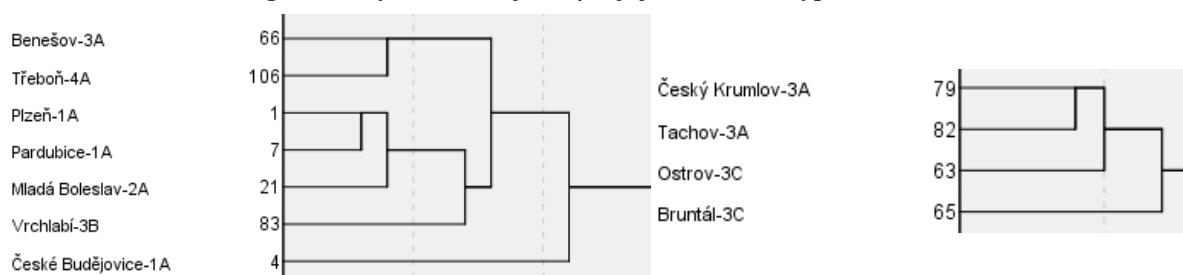 Benešov-3A 66
Třeboň-4A 106
Plzeň-1A 1
Pardubice-1A 7
Mladá Boleslav-2A 21
Vrchlabí-3B 83
České Budějovice-1A 4
Český Krumlov-3A 79
Tachov-3A 82
Ostrov-3C 63
Bruntál-3C 65